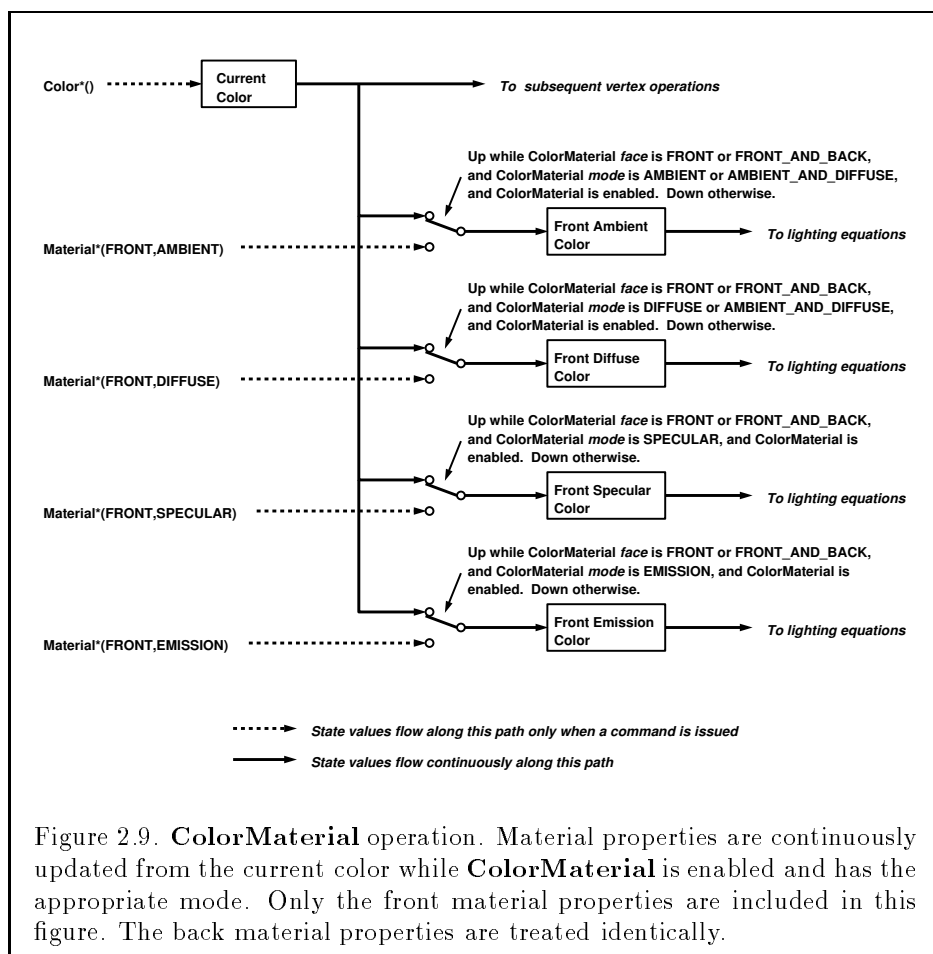 Color*()
Current
Color
To subsequent vertex operations
Up while ColorMaterial face is FRONT or FRONT_AND_BACK,
and ColorMaterial mode is AMBIENT or AMBIENT_AND_DIFFUSE,
and ColorMaterial is enabled. Down otherwise.
Front Ambient
Color
To lighting equations
Material*(FRONT,AMBIENT)
Up while ColorMaterial face is FRONT or FRONT_AND_BACK,
and ColorMaterial mode is DIFFUSE or AMBIENT_AND_DIFFUSE,
and ColorMaterial is enabled. Down otherwise.
Front Diffuse
Color
To lighting equations
Material*(FRONT,DIFFUSE)
Up while ColorMaterial face is FRONT or FRONT_AND_BACK,
and ColorMaterial mode is SPECULAR, and ColorMaterial is
enabled. Down otherwise.
Front Specular
Color
To lighting equations
Material*(FRONT,SPECULAR)
Up while ColorMaterial face is FRONT or FRONT_AND_BACK,
and ColorMaterial mode is EMISSION, and ColorMaterial is
enabled. Down otherwise.
Front Emission
Color
To lighting equations
Material*(FRONT,EMISSION)
State values flow along this path only when a command is issued
State values flow continuously along this path
Figure 2.9. ColorMaterial operation. Material properties are continuously
updated from the current color while ColorMaterial is enabled and has the
appropriate mode. Only the front material properties are included in this
figure. The back material properties are treated identically.